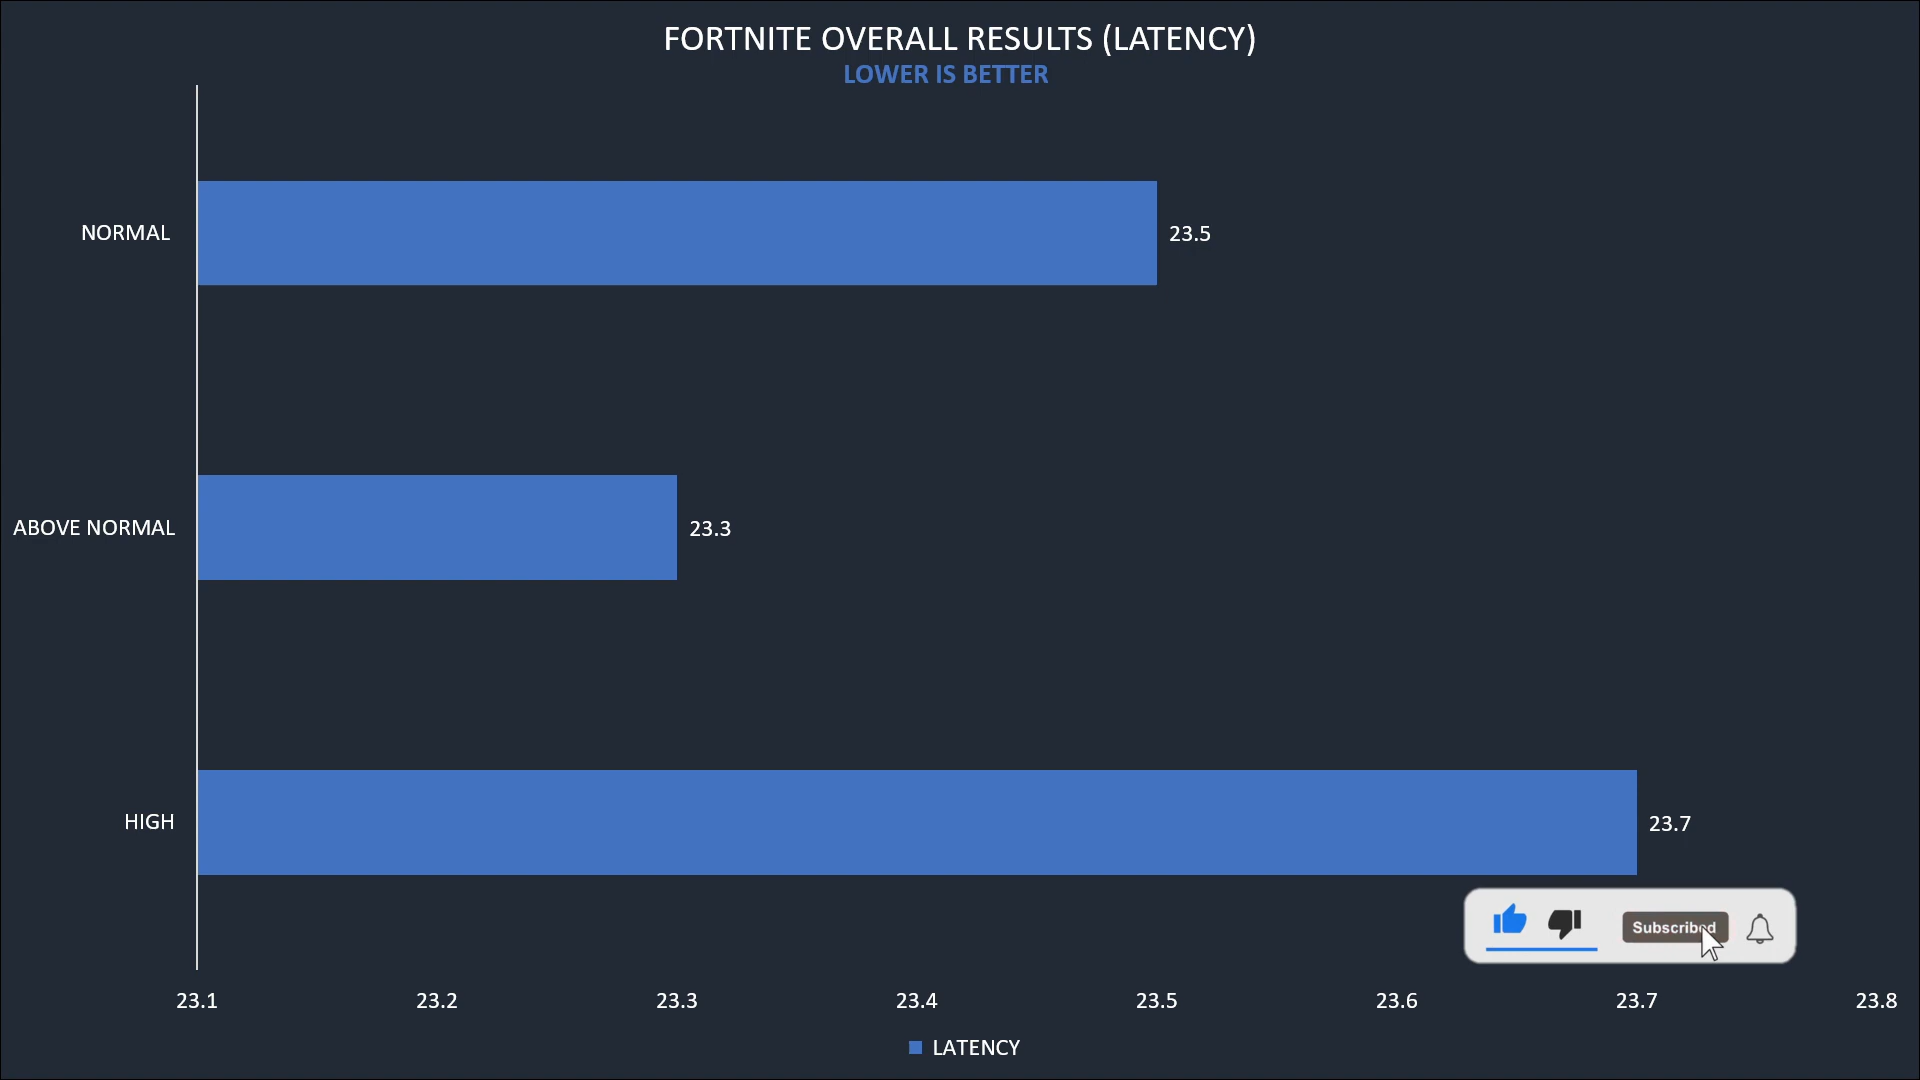 FORTNITE OVERALL RESULTS (LATENCY)
LOWER IS BETTER
NORMAL
23.5
ABOVE NORMAL
23.3
HIGH
23.7
Subscribed
23.1 23.2 23.3 23.4 23.5 23.6 23.7 23.8
LATENCY